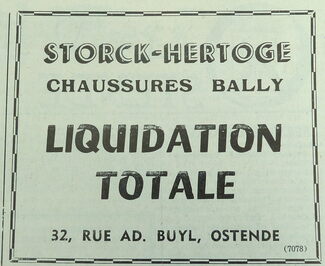 STORCK-HERTOGE
CHAUSSURES BALLY
LIQUIDATION
TOTALE
32, RUE AD. BUYL, OSTENDE
(7078)